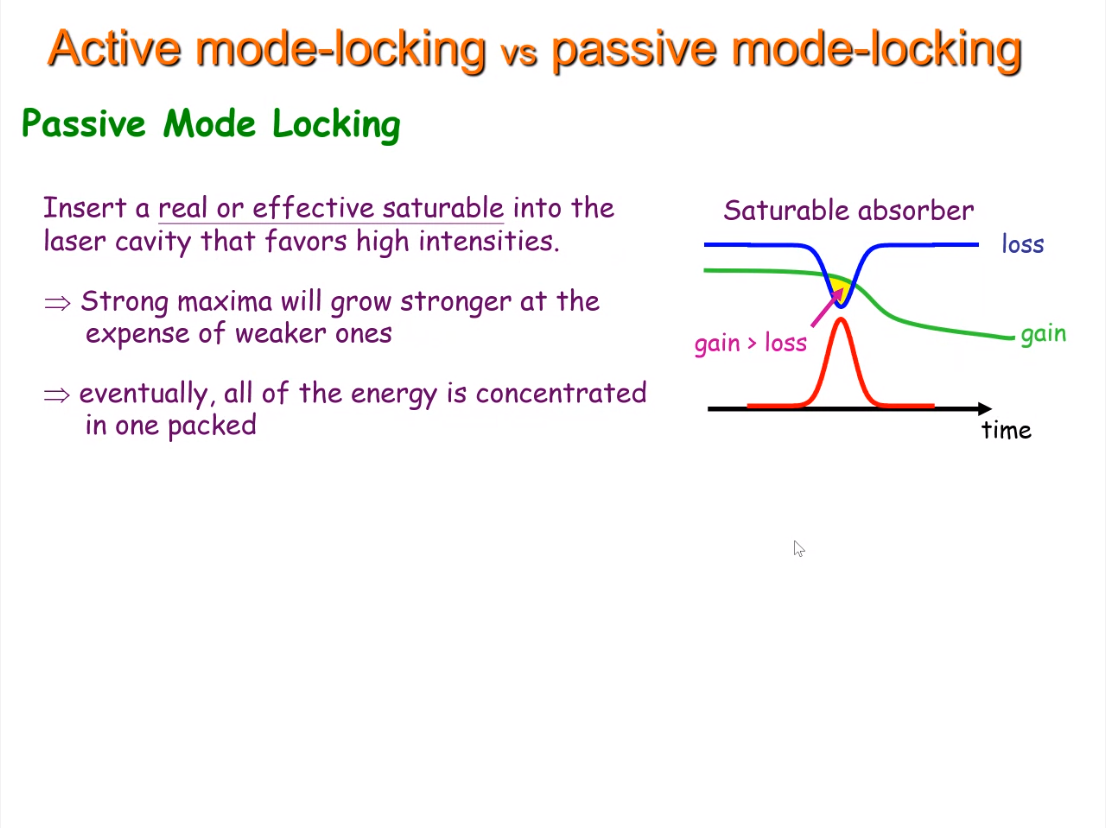 Active mode-locking vs passive mode-locking
Passive Mode Locking
Insert a real or effective saturable into the
laser cavity that favors high intensities.
⇒ Strong maxima will grow stronger at the
expense of weaker ones
⇒ eventually, all of the energy is concentrated
in one packed
Saturable absorber
loss
gain > loss
gain
time